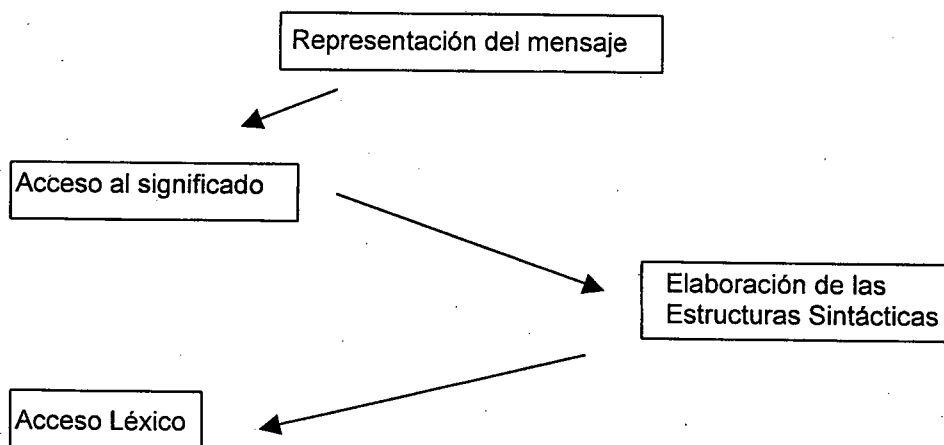 Representación del mensaje
Acceso al significado
Elaboración de las
Estructuras Sintácticas
Acceso Léxico